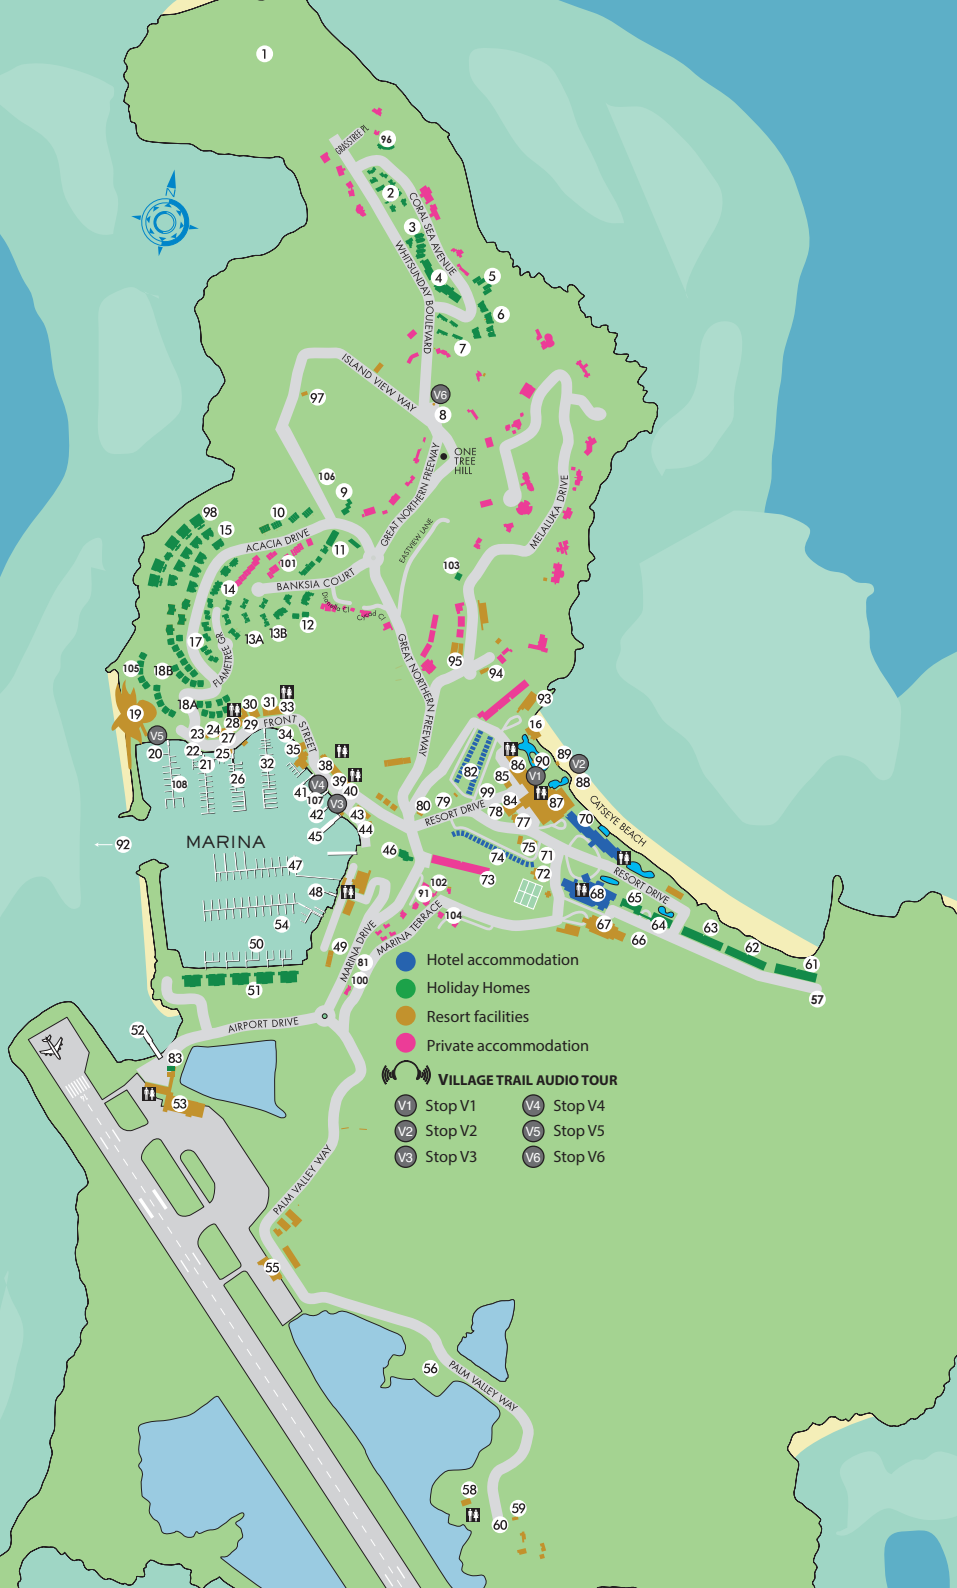 1
N
GRASSTREE PL
96
2
CORAL SEA AVENUE
3
WHITSUNDAY BOULEVARD
4
5
6
7
ISLAND VIEW WAY
97
V6
8
ONE
TREE
HILL
GREAT NORTHERN FREEWAY
106
9
10
98
15
ACACIA DRIVE
11
101
EASTVIEW LANE
MELALUKA DRIVE
103
14
BANKSIA COURT
12
13A
13B
17
FLAMETREE GR
GREAT NORTHERN FREEWAY
105
18B
18A
95
94
93
16
19
V5
20
30
31
33
28
29
FRONT STREET
23
24
27
22
25
21
26
32
34
35
108
38
V4
39
40
41
107
V3
42
43
44
45
46
82
85
86
90
V1
89
V2
88
87
99
84
80
79
78
77
RESORT DRIVE
CATSEYE BEACH
70
75
71
74
72
73
68
RESORT DRIVE
65
64
67
66
63
62
61
57
92
MARINA
47
48
102
91
104
54
50
49
MARINA DRIVE
MARINA TERRACE
81
100
51
AIRPORT DRIVE
52
83
53
Hotel accommodation
Holiday Homes
Resort facilities
Private accommodation
VILLAGE TRAIL AUDIO TOUR
V1 Stop V1
V4 Stop V4
V2 Stop V2
V5 Stop V5
V3 Stop V3
V6 Stop V6
PALM VALLEY WAY
55
56
PALM VALLEY WAY
58
59
60